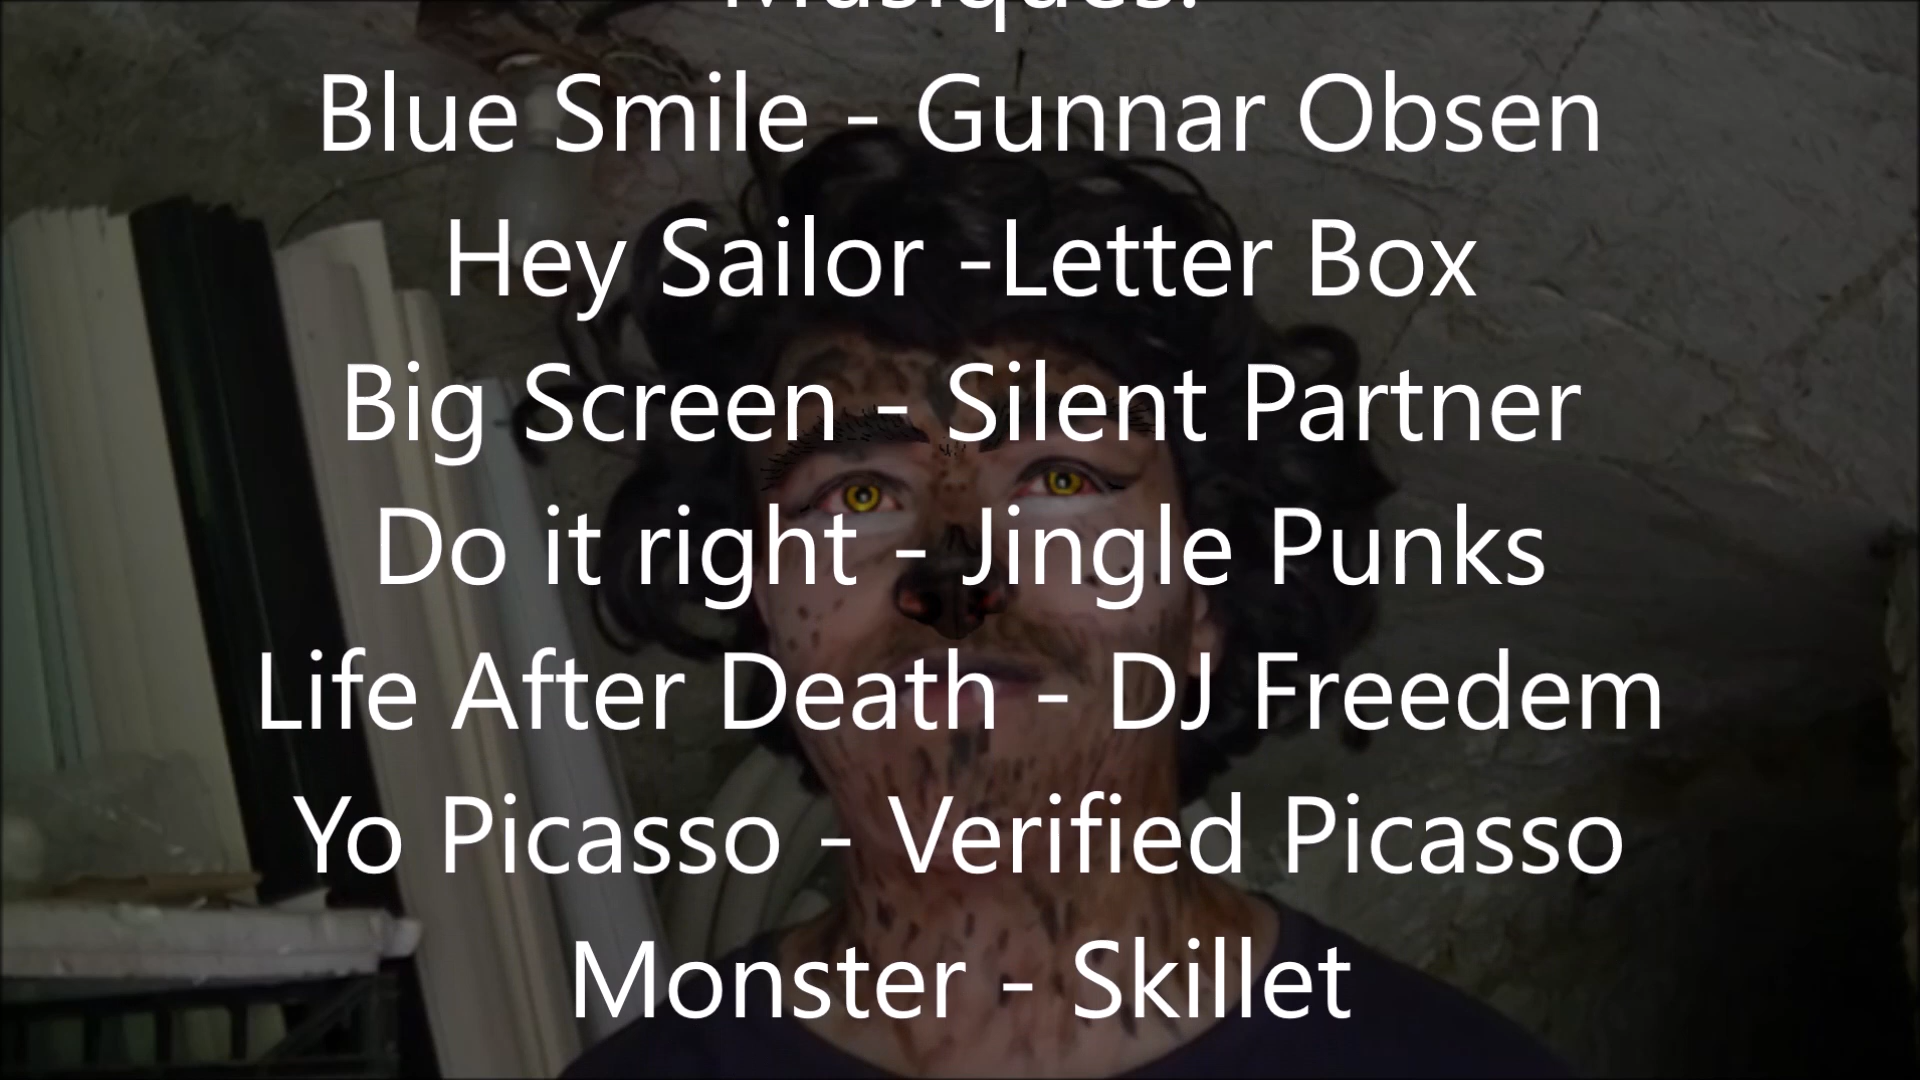 Musiques:
Blue Smile - Gunnar Obsen
Hey Sailor -Letter Box
Big Screen - Silent Partner
Do it right - Jingle Punks
Life After Death - DJ Freedem
Yo Picasso - Verified Picasso
Monster - Skillet